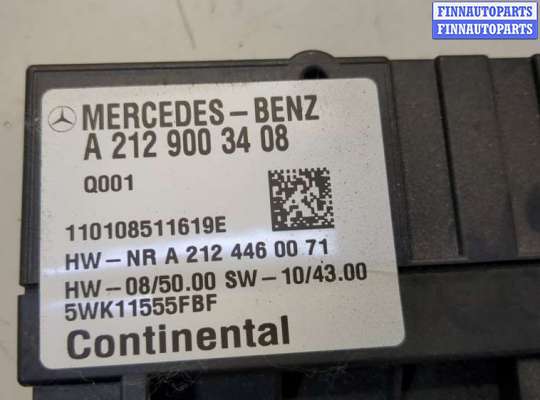 FINNAUTOPARTS
FINNAUTOPARTS
MERCEDES-BENZ
A 212 900 34 08
Q001
110108511619E
HW-NR A 212 446 00 71
HW-08/50.00 SW-10/43.00
5WK11555FBF
Continental